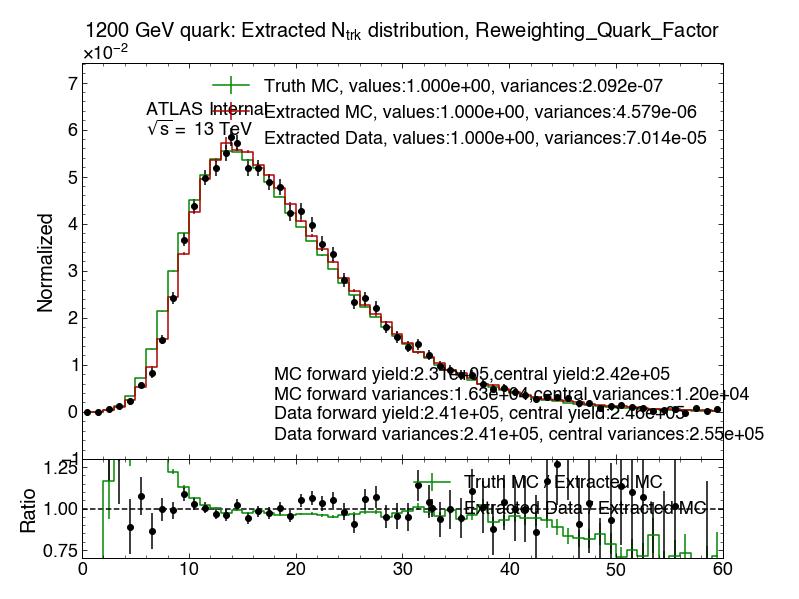 1200 GeV quark: Extracted Ntrk distribution, Reweighting_Quark_Factor
×10−2
Truth MC, values:1.000e+00, variances:2.092e-07
ATLAS Internal
Extracted MC, values:1.000e+00, variances:4.579e-06
√s = 13 TeV
Extracted Data, values:1.000e+00, variances:7.014e-05
7
6
5
4
3
2
1
0
−1
Normalized
MC forward yield:2.31e+05,central yield:2.42e+05
MC forward variances:1.63e+04,central variances:1.20e+04
Data forward yield:2.41e+05, central yield:2.46e+05
Data forward variances:2.41e+05, central variances:2.55e+05
1.25
1.00
0.75
Ratio
Truth MC / Extracted MC
Extracted Data / Extracted MC
0 10 20 30 40 50 60